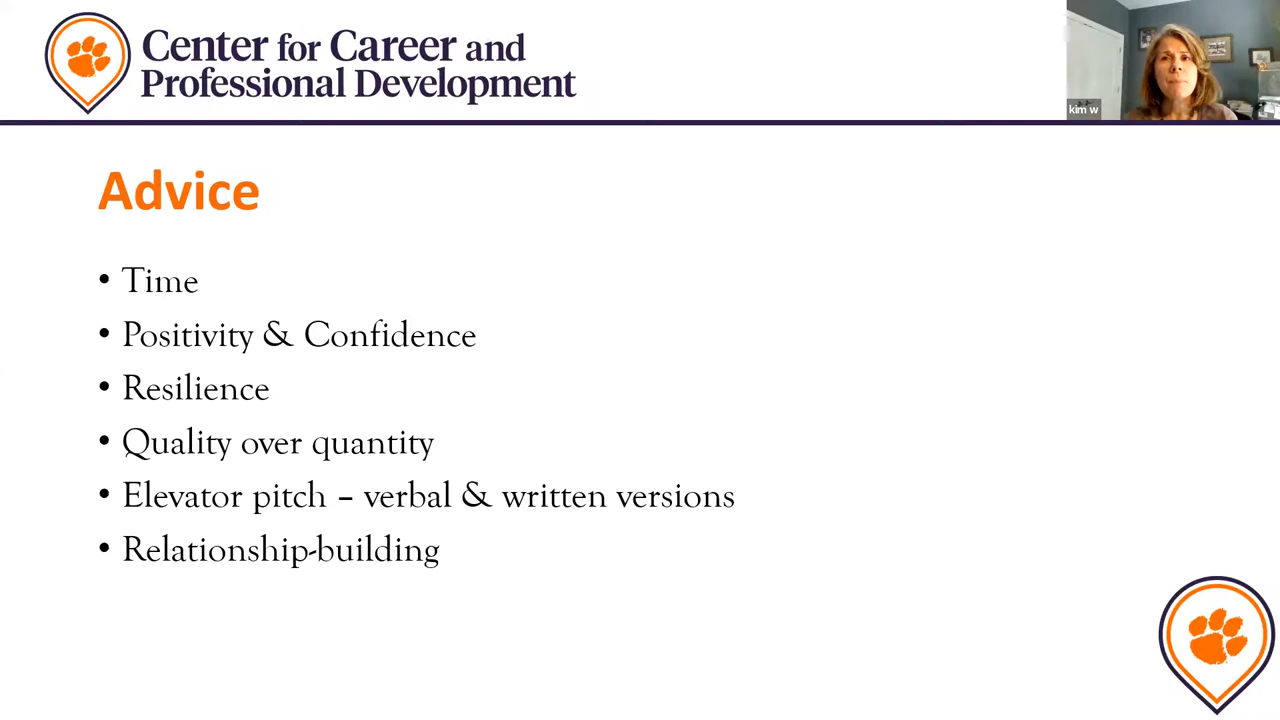 Center for Career and
Professional Development
kim w
Advice
• Time
• Positivity & Confidence
• Resilience
• Quality over quantity
• Elevator pitch – verbal & written versions
• Relationship-building